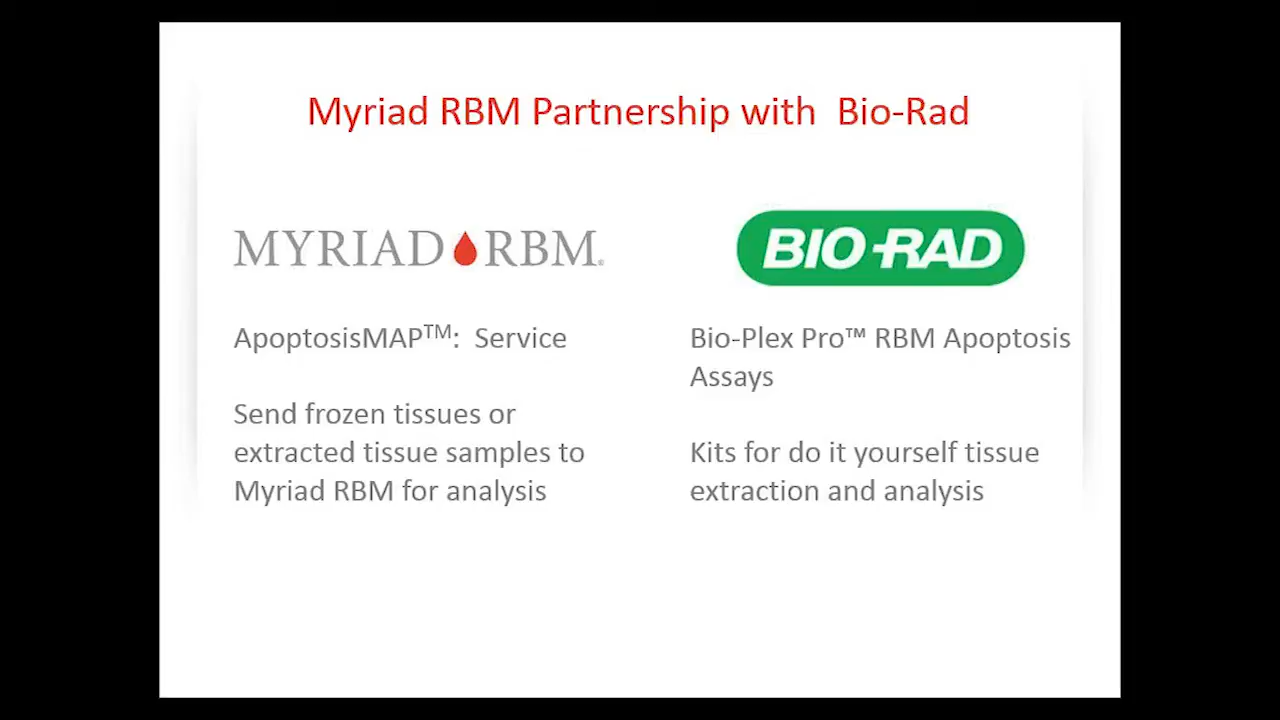 Myriad RBM Partnership with Bio-Rad
MYRIAD RBM®
BIO-RAD
ApoptosisMAP™: Service
Send frozen tissues or
extracted tissue samples to
Myriad RBM for analysis
Bio-Plex Pro™ RBM Apoptosis
Assays
Kits for do it yourself tissue
extraction and analysis